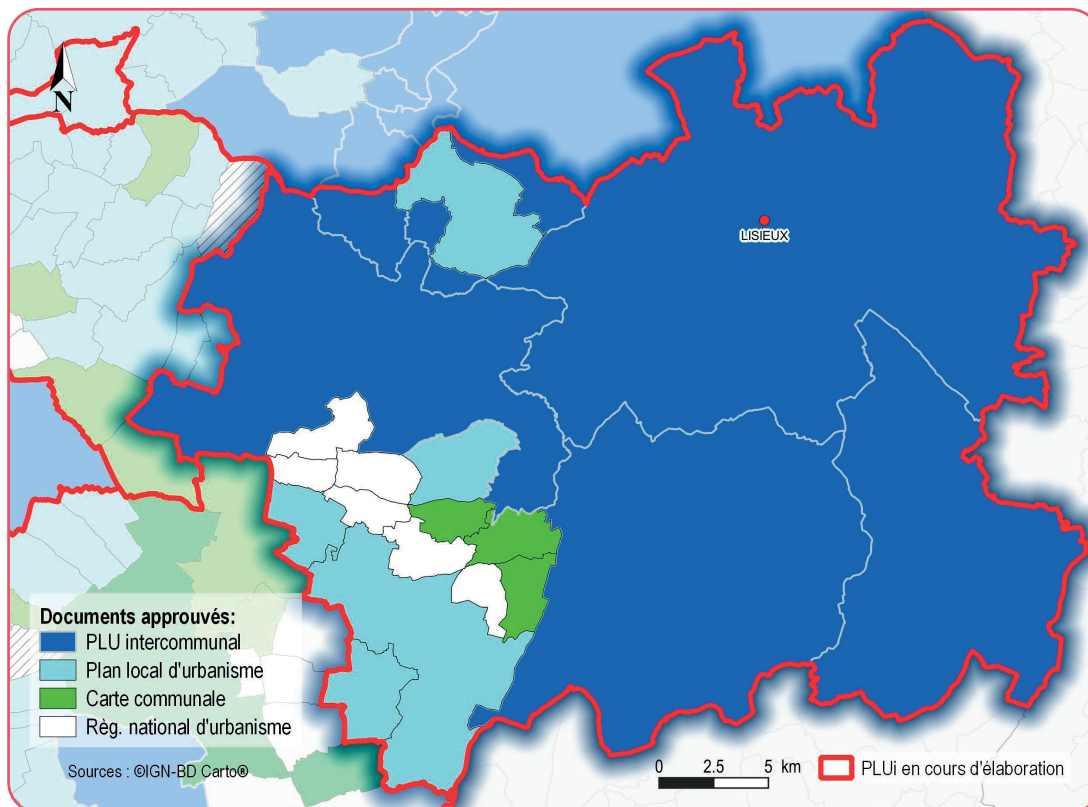 N
LISIEUX
Documents approuvés:
PLU intercommunal
Plan local d'urbanisme
Carte communale
Règ. national d'urbanisme
Sources : ©IGN-BD Carto®
0 2.5 5 km
PLUi en cours d'élaboration